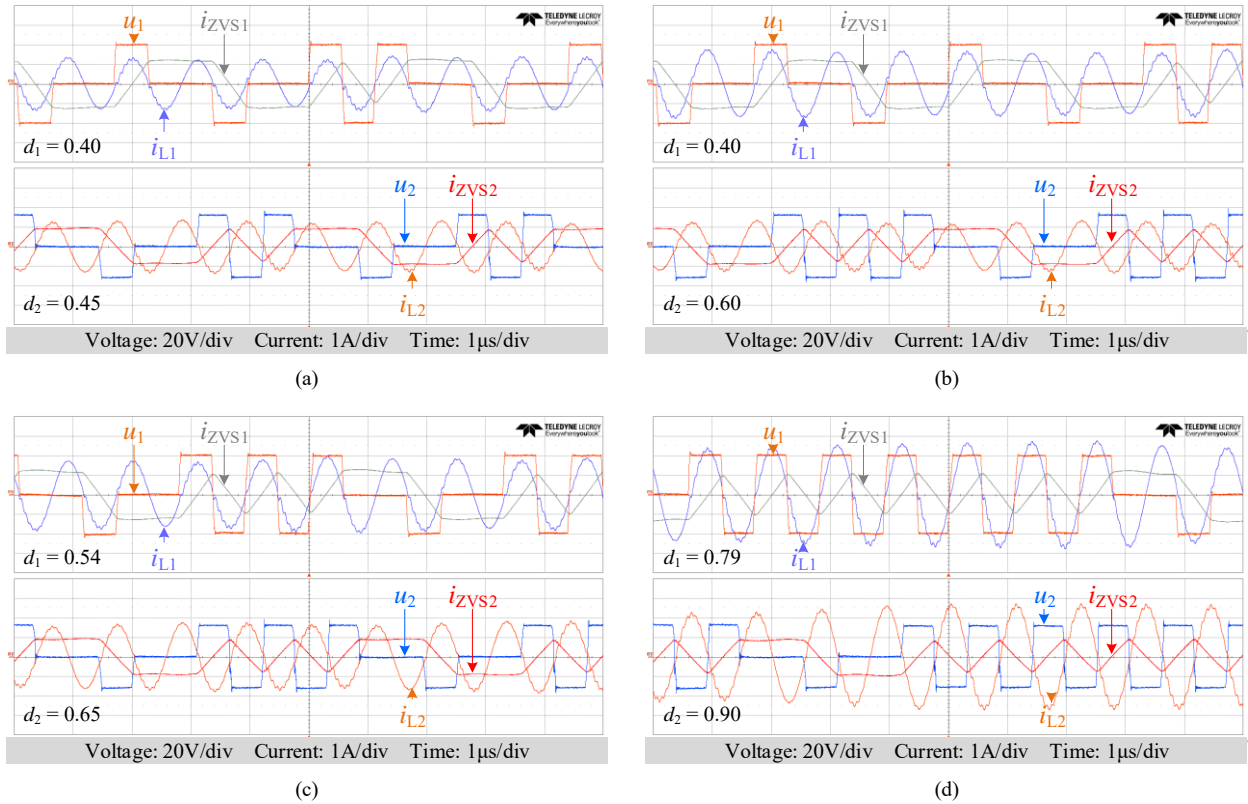 u1 iZVS1 TELEDYNE LECROY
Everywhereyoulook™
d1 = 0.40 iL1
u2 iZVS2
d2 = 0.45 iL2
Voltage: 20V/div Current: 1A/div Time: 1μs/div
(a)
u1 iZVS1 TELEDYNE LECROY
Everywhereyoulook™
d1 = 0.40 iL1
u2 iZVS2
d2 = 0.60 iL2
Voltage: 20V/div Current: 1A/div Time: 1μs/div
(b)
u1 iZVS1 TELEDYNE LECROY
Everywhereyoulook™
d1 = 0.54 iL1
u2 iZVS2
d2 = 0.65 iL2
Voltage: 20V/div Current: 1A/div Time: 1μs/div
(c)
u1 iZVS1 TELEDYNE LECROY
Everywhereyoulook™
d1 = 0.79 iL1
u2 iZVS2
d2 = 0.90 iL2
Voltage: 20V/div Current: 1A/div Time: 1μs/div
(d)